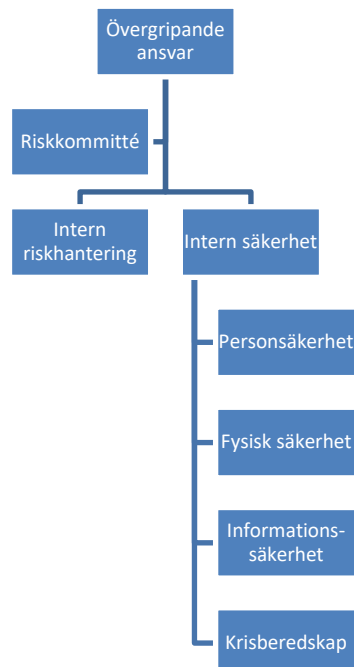 Övergripande
ansvar
Riskkommitté
Intern
riskhantering
Intern säkerhet
Personsäkerhet
Fysisk säkerhet
Informations-
säkerhet
Krisberedskap